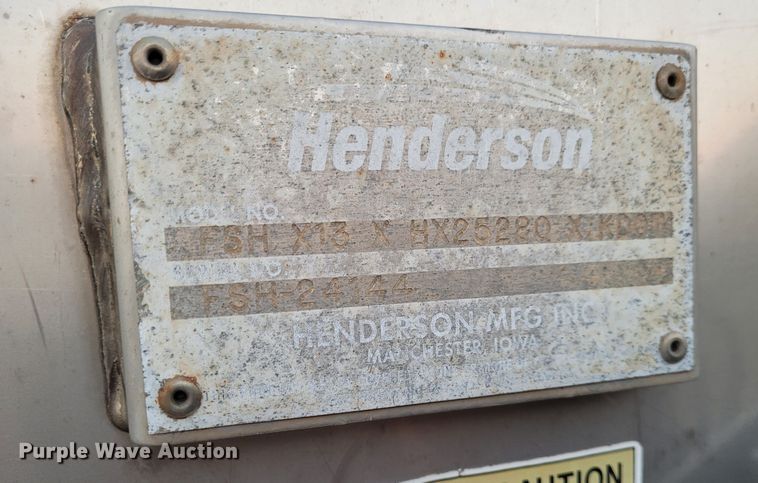 Henderson
MODEL NO.
FSH X13 X HX25280 X
FSH-24144
HENDERSON MFG INC
MANCHESTER, IOWA
CAUTION
Purple Wave Auction